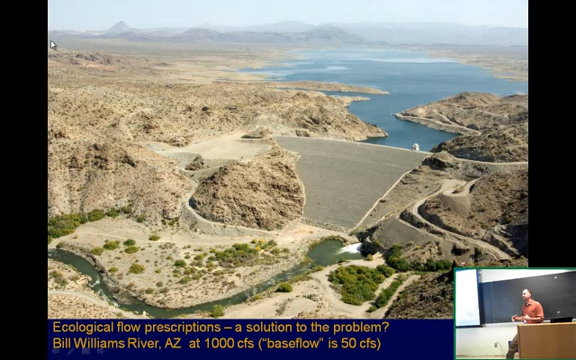 Ecological flow prescriptions – a solution to the problem?
Bill Williams River, AZ at 1000 cfs (“baseflow” is 50 cfs)